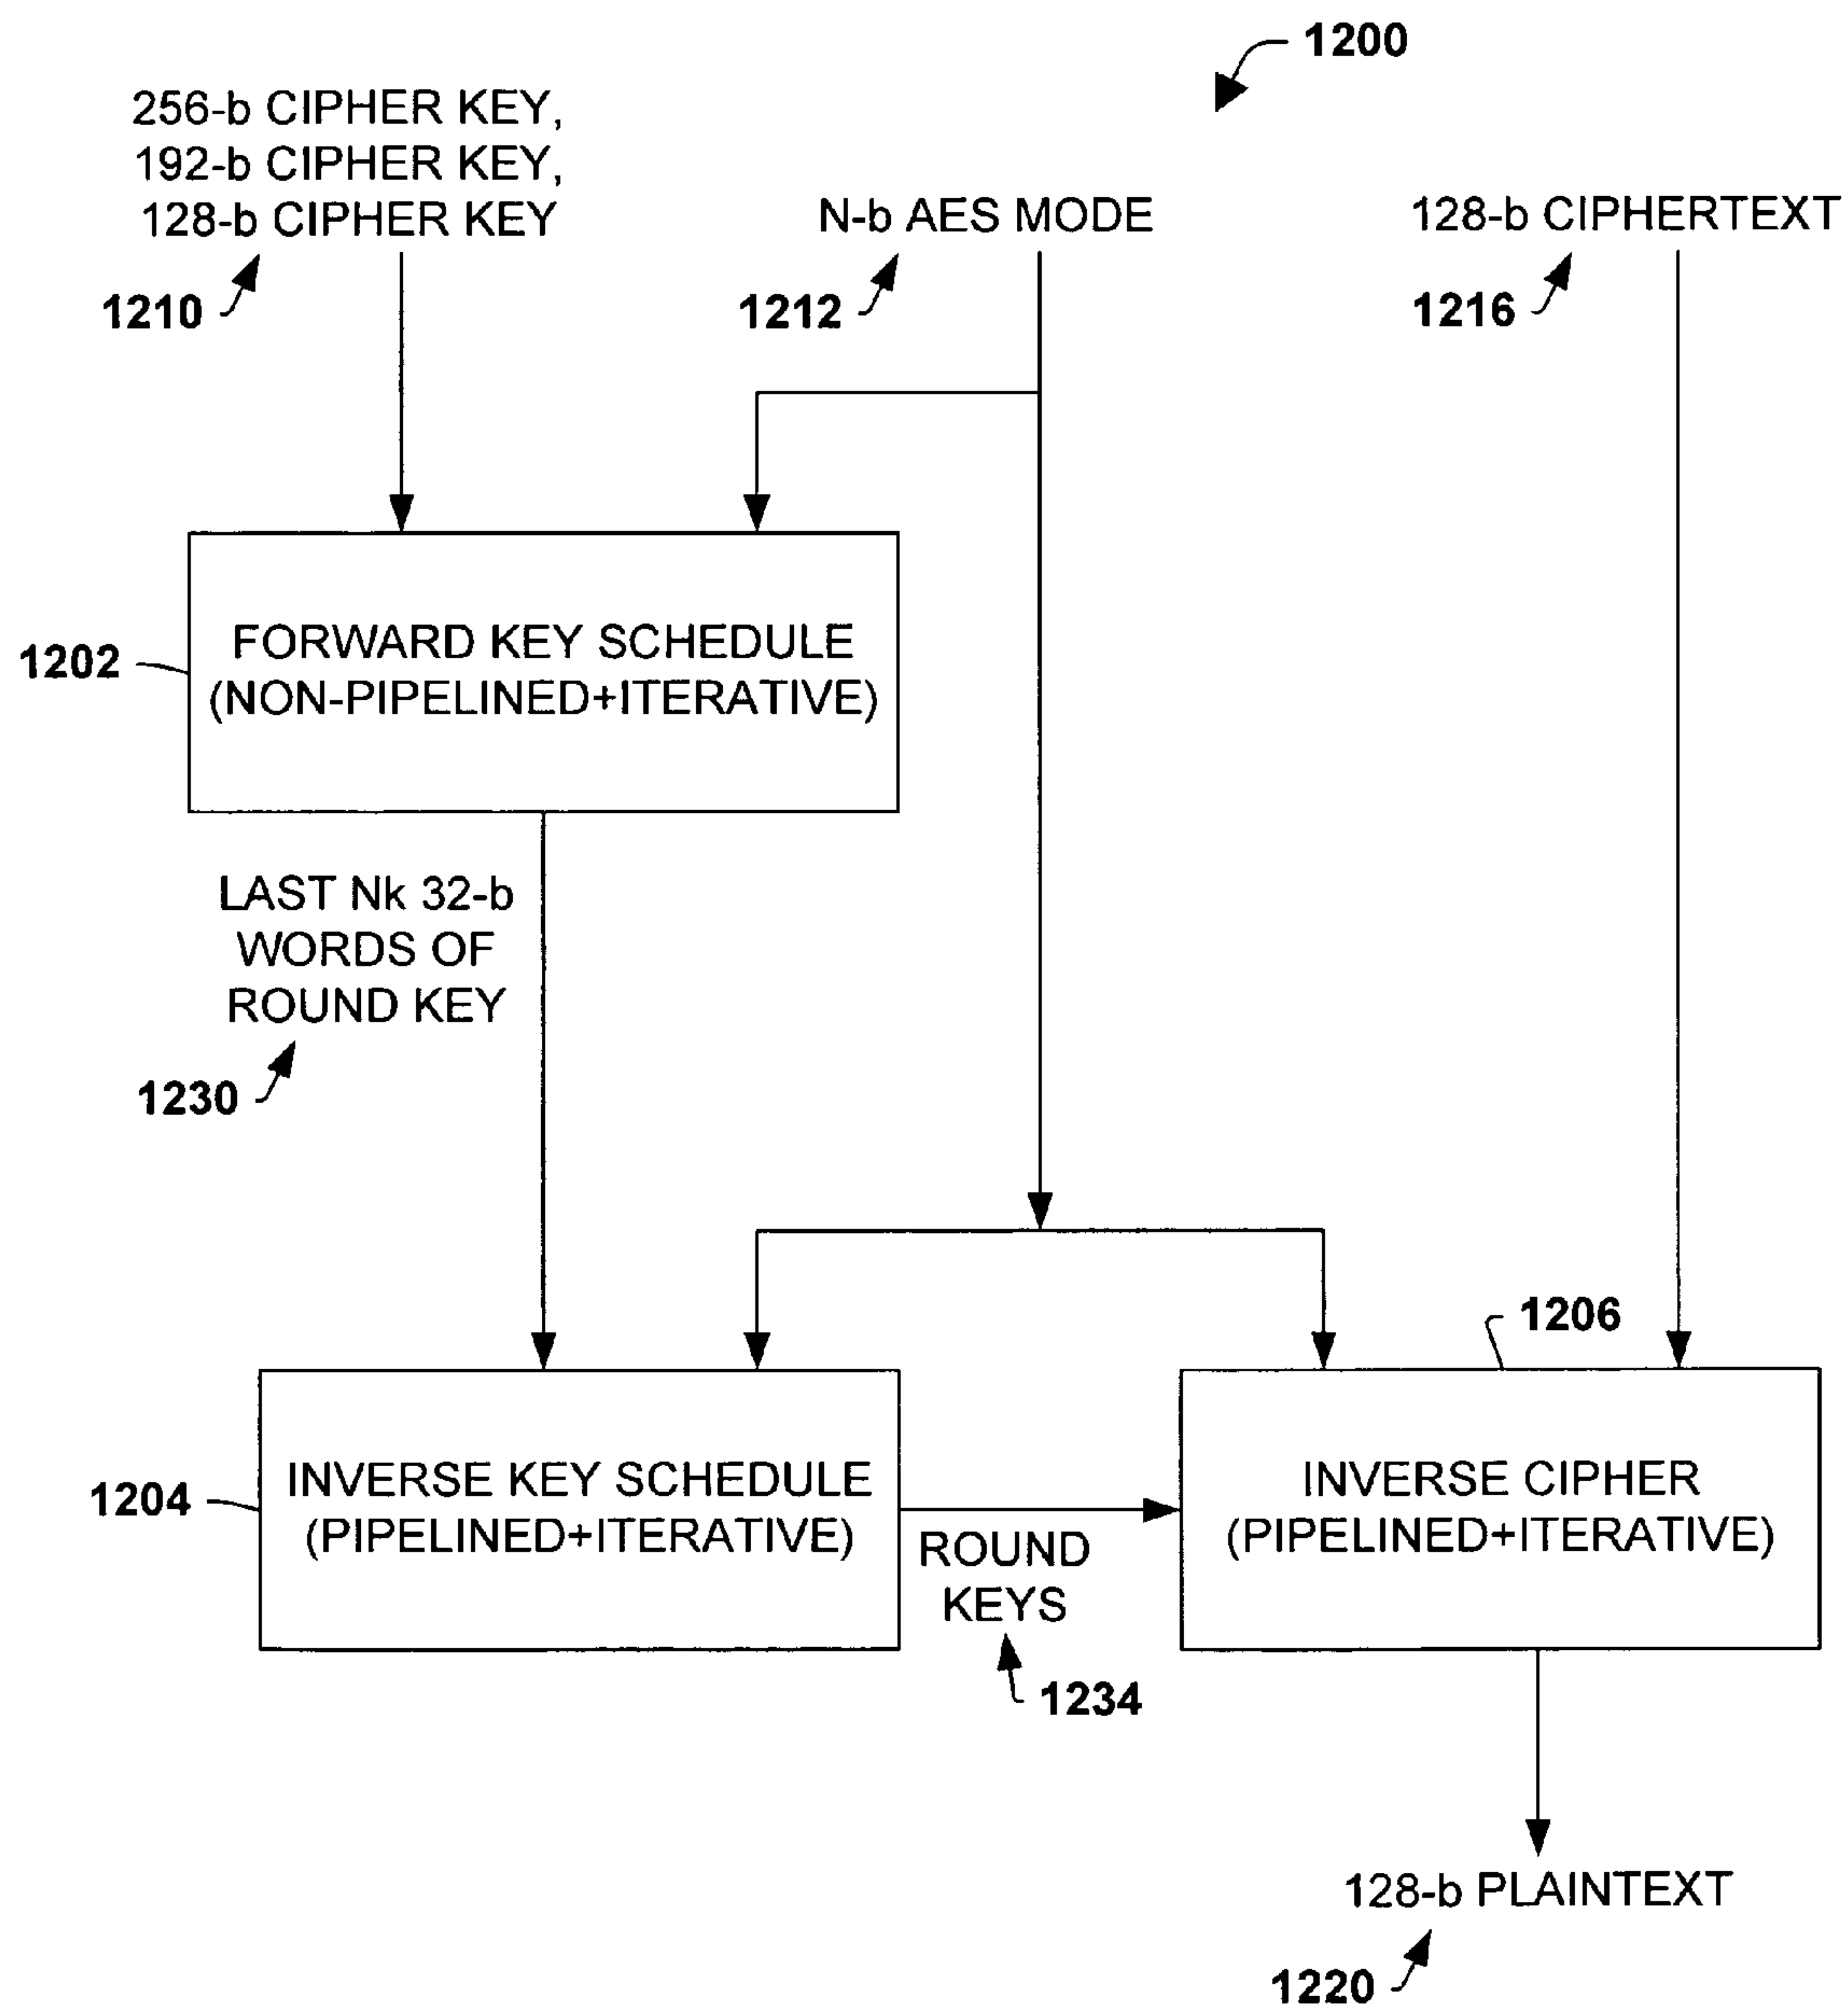 1200
256-b CIPHER KEY,
192-b CIPHER KEY,
128-b CIPHER KEY
1210
N-b AES MODE
1212
128-b CIPHERTEXT
1216
1202
FORWARD KEY SCHEDULE
(NON-PIPELINED+ITERATIVE)
LAST Nk 32-b
WORDS OF
ROUND KEY
1230
1206
1204
INVERSE KEY SCHEDULE
(PIPELINED+ITERATIVE)
ROUND
KEYS
1234
INVERSE CIPHER
(PIPELINED+ITERATIVE)
128-b PLAINTEXT
1220